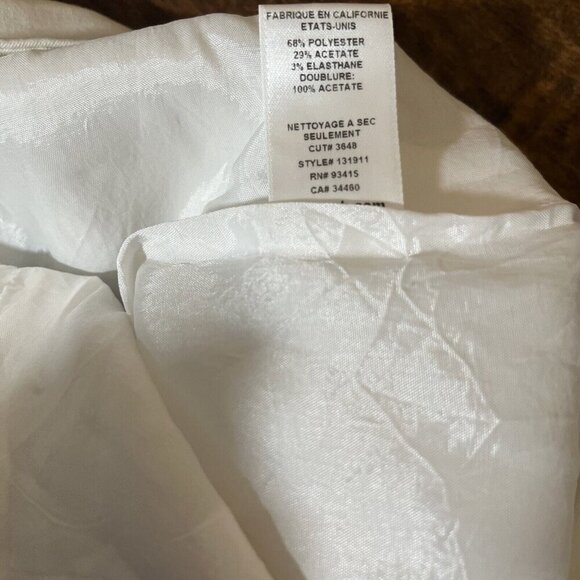 FABRIQUE EN CALIFORNIE
ETATS-UNIS
68% POLYESTER
29% ACETATE
3% ELASTHANE
DOUBLURE:
100% ACETATE
NETTOYAGE A SEC
SEULEMENT
CUT# 3648
STYLE# 131911
RN# 93415
CA# 34460